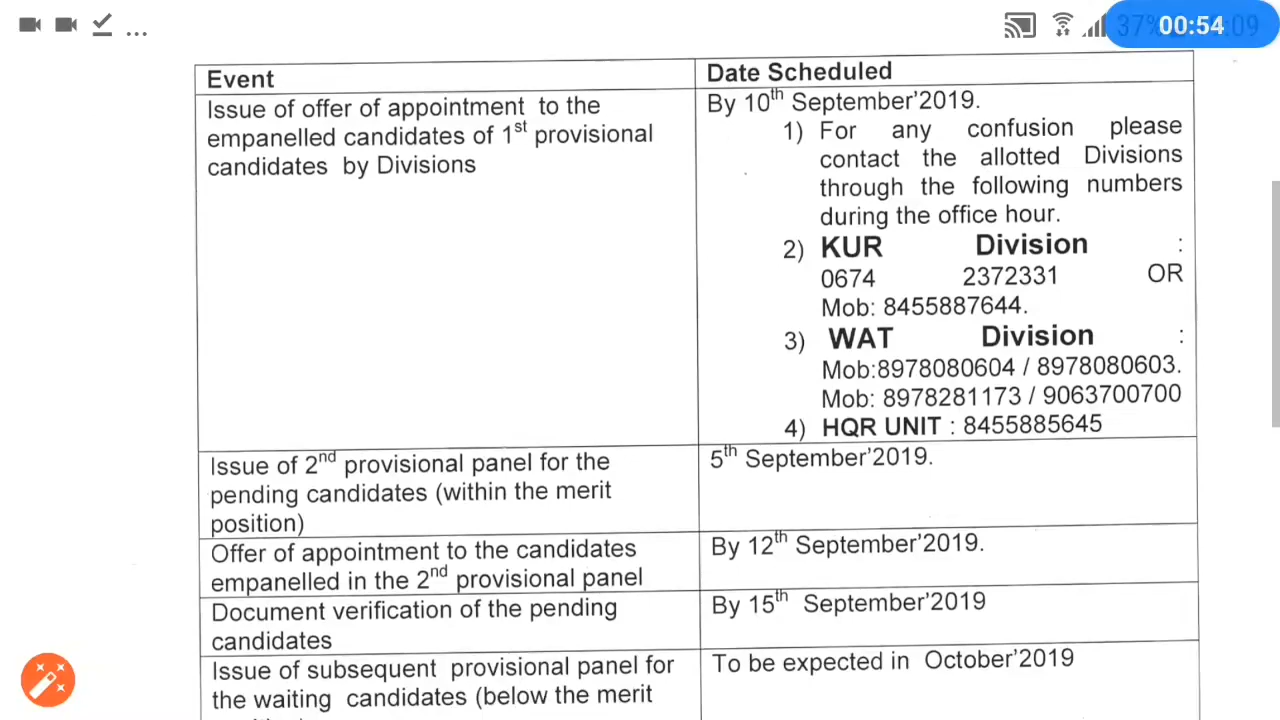 ...
37%
00:54
09
Event
Date Scheduled
Issue of offer of appointment to the
empanelled candidates of 1st provisional
candidates by Divisions
By 10th September'2019.
1) For any confusion please
contact the allotted Divisions
through the following numbers
during the office hour.
2) KUR Division :
0674 2372331 OR
Mob: 8455887644.
3) WAT Division :
Mob:8978080604 / 8978080603.
Mob: 8978281173 / 9063700700
4) HQR UNIT : 8455885645
Issue of 2nd provisional panel for the
pending candidates (within the merit
position)
5th September'2019.
Offer of appointment to the candidates
empanelled in the 2nd provisional panel
By 12th September'2019.
Document verification of the pending
candidates
By 15th September'2019
Issue of subsequent provisional panel for
the waiting candidates (below the merit
To be expected in October'2019